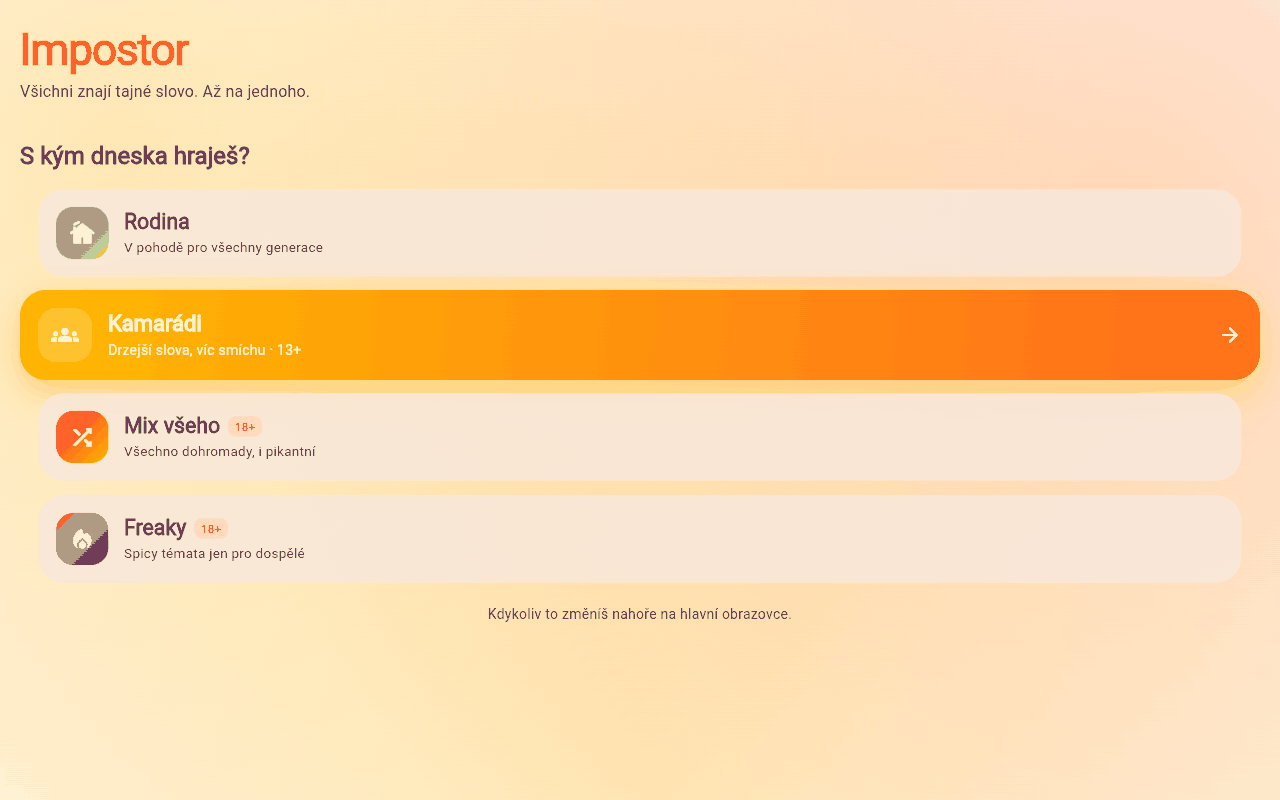 Impostor
Všichni znají tajné slovo. Až na jednoho.
S kým dneska hraješ?
Rodina
V pohodě pro všechny generace
Kamarádi
Drzejší slova, víc smíchu · 13+
Mix všeho 18+
Všechno dohromady, i pikantní
Freaky 18+
Spicy témata jen pro dospělé
Kdykoliv to změníš nahoře na hlavní obrazovce.